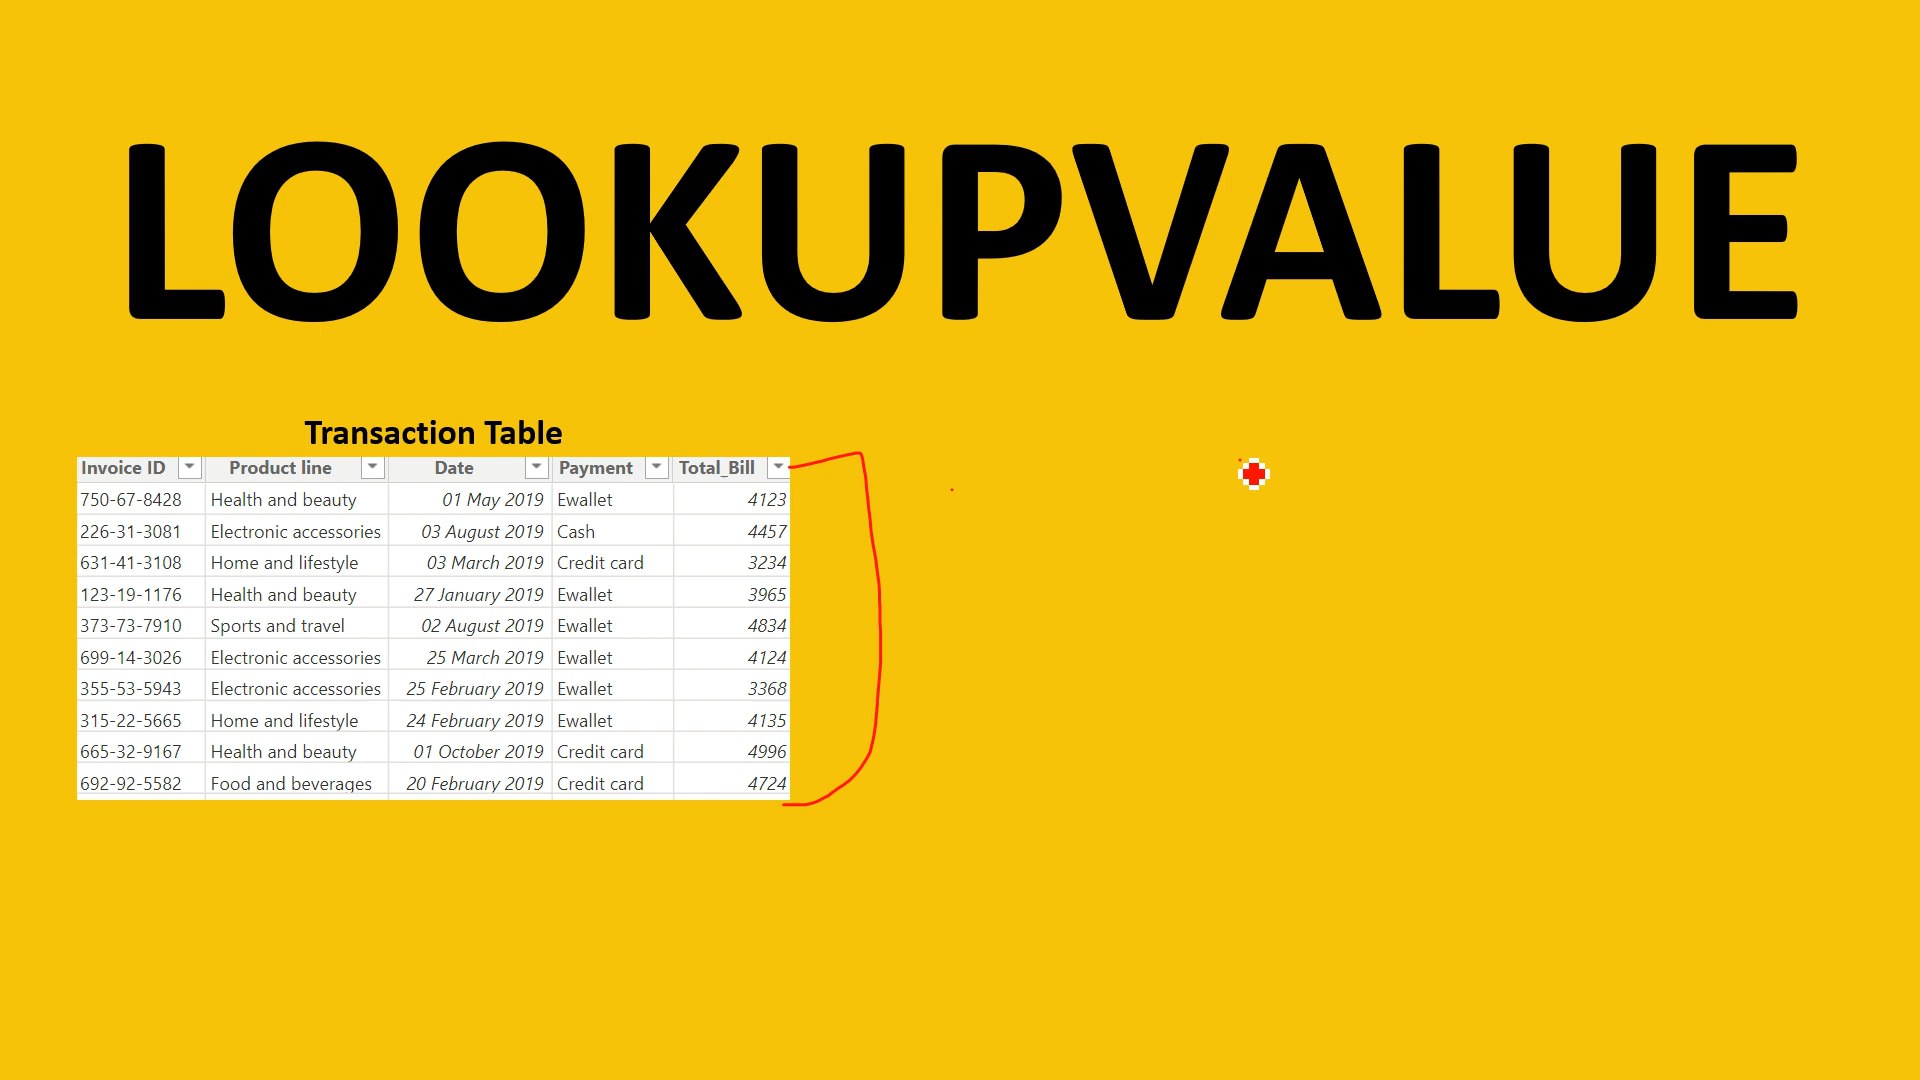 LOOKUPVALUE
Transaction Table
Invoice ID Product line Date Payment Total_Bill
750-67-8428 Health and beauty 01 May 2019 Ewallet 4123
226-31-3081 Electronic accessories 03 August 2019 Cash 4457
631-41-3108 Home and lifestyle 03 March 2019 Credit card 3234
123-19-1176 Health and beauty 27 January 2019 Ewallet 3965
373-73-7910 Sports and travel 02 August 2019 Ewallet 4834
699-14-3026 Electronic accessories 25 March 2019 Ewallet 4124
355-53-5943 Electronic accessories 25 February 2019 Ewallet 3368
315-22-5665 Home and lifestyle 24 February 2019 Ewallet 4135
665-32-9167 Health and beauty 01 October 2019 Credit card 4996
692-92-5582 Food and beverages 20 February 2019 Credit card 4724